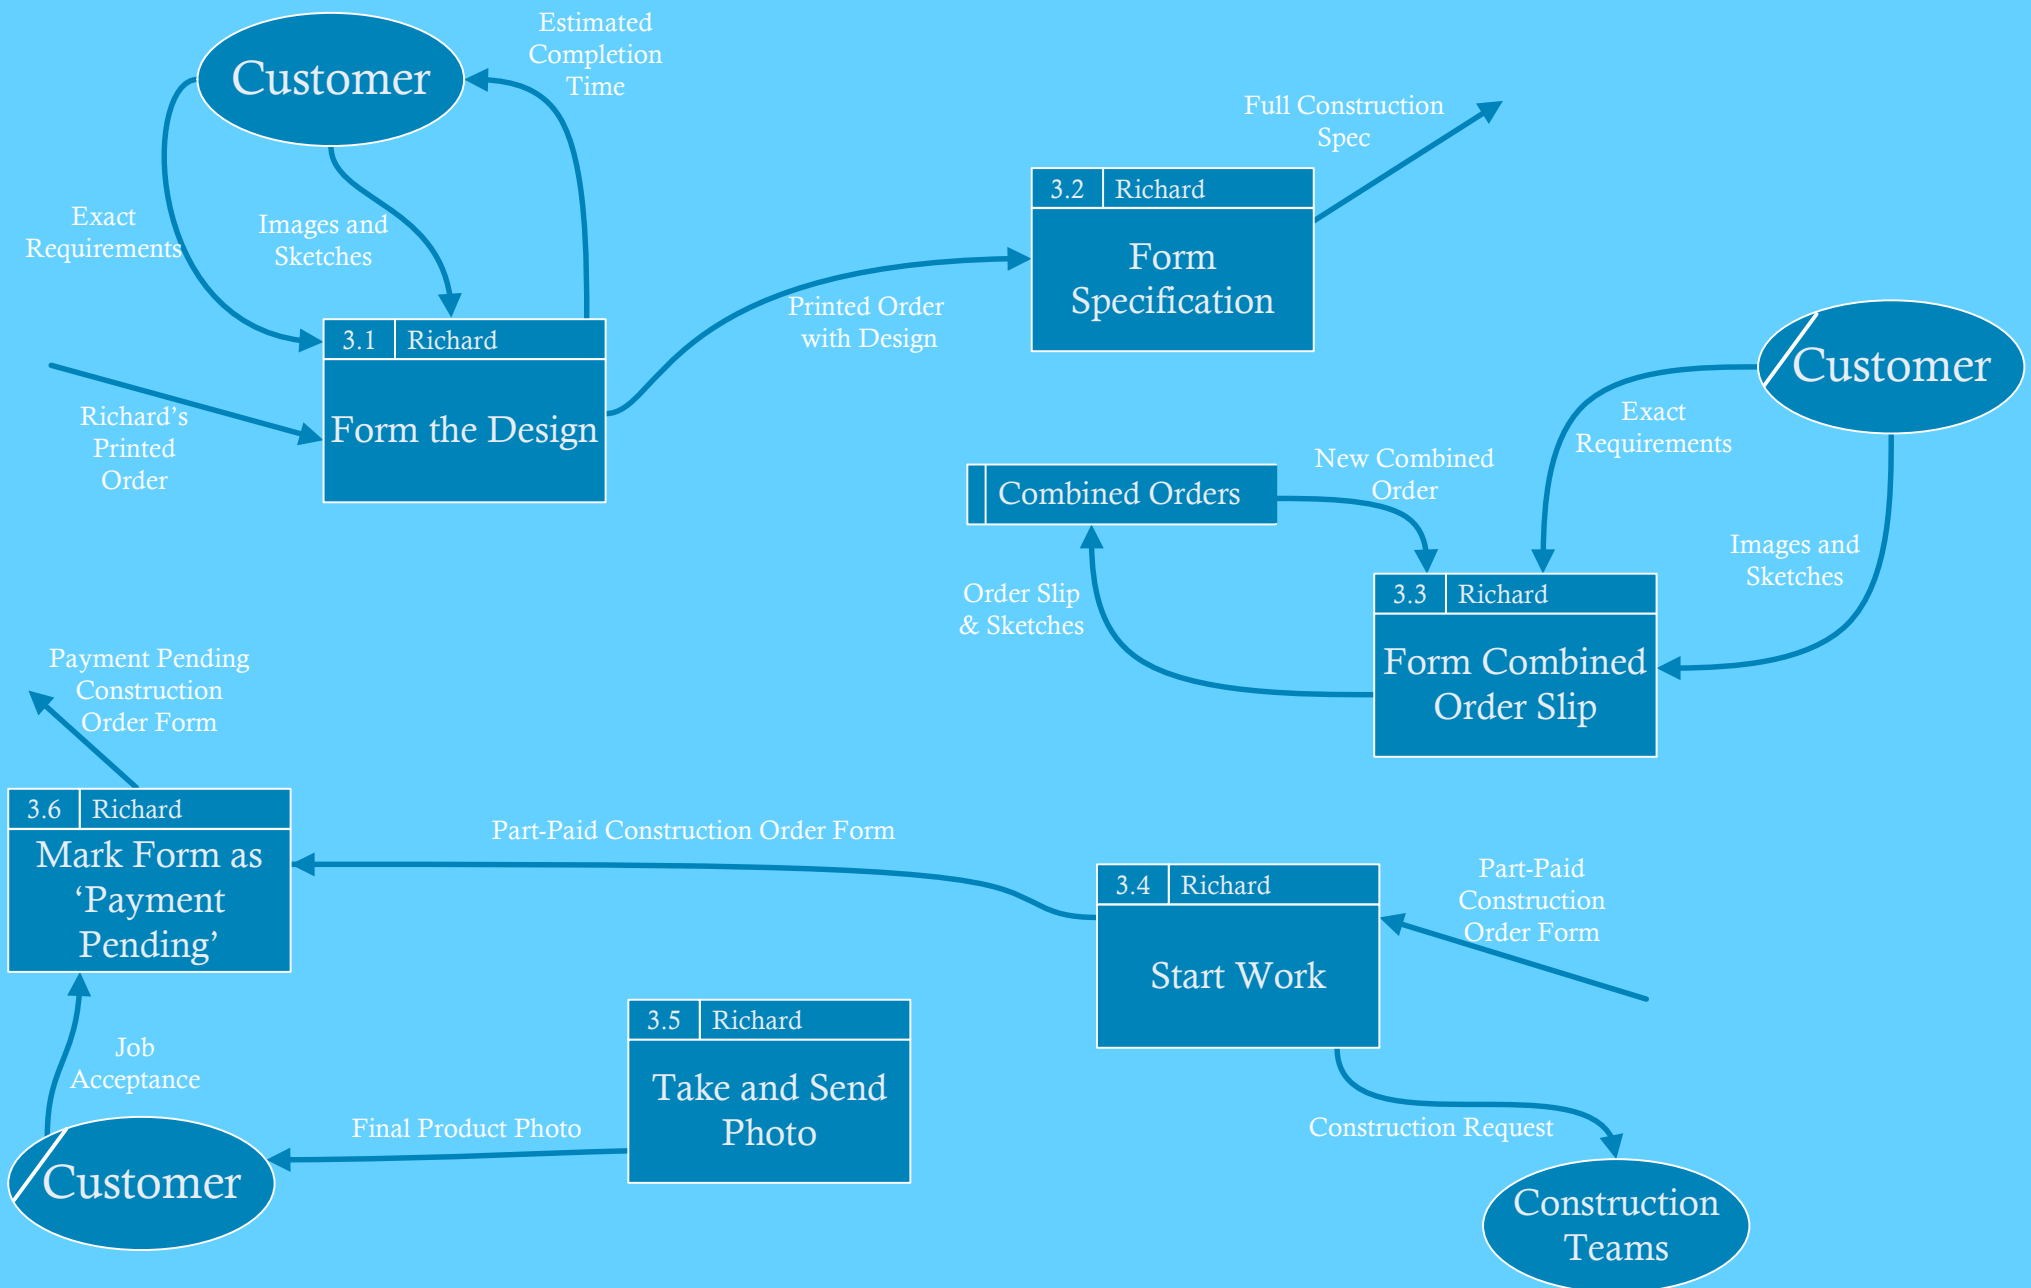 Customer
Estimated
Completion
Time
Exact
Requirements
Images and
Sketches
3.1 Richard
Form the Design
Richard’s
Printed
Order
Printed Order
with Design
3.2 Richard
Form
Specification
Full Construction
Spec
Customer
Exact
Requirements
Images and
Sketches
Combined Orders
New Combined
Order
Order Slip
& Sketches
3.3 Richard
Form Combined
Order Slip
Payment Pending
Construction
Order Form
3.6 Richard
Mark Form as
‘Payment
Pending’
Part-Paid Construction Order Form
3.4 Richard
Start Work
Part-Paid
Construction
Order Form
Job
Acceptance
Customer
Final Product Photo
3.5 Richard
Take and Send
Photo
Construction Request
Construction
Teams